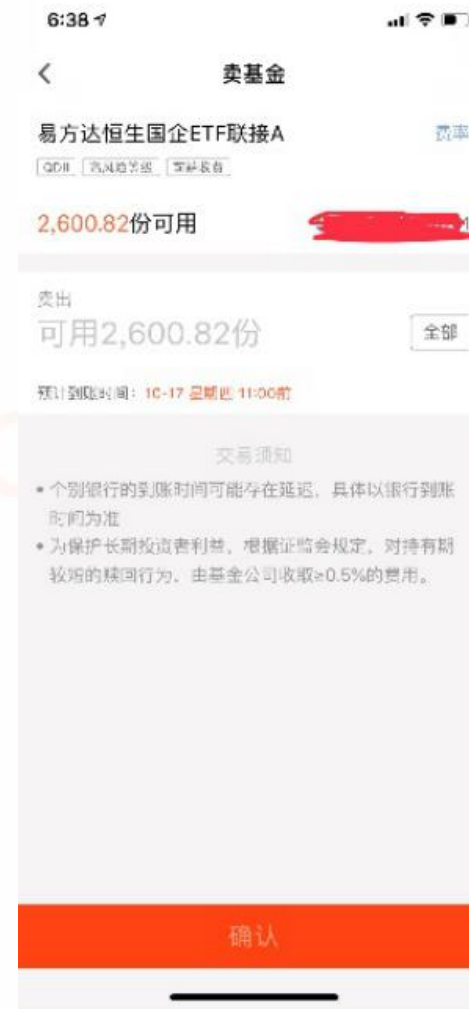 6:38
卖基金
易方达恒生国企ETF联接A
费率
QDII 高风险等级
2,600.82份可用
卖出
可用2,600.82份
全部
预计到账时间：10-17 星期四 11:00前
交易须知
• 个别银行的到账时间可能存在延迟，具体以银行到账
时间为准
• 为保护长期投资者利益，根据证监会规定，对持有期
较短的赎回行为，由基金公司收取≥0.5%的费用。
确认